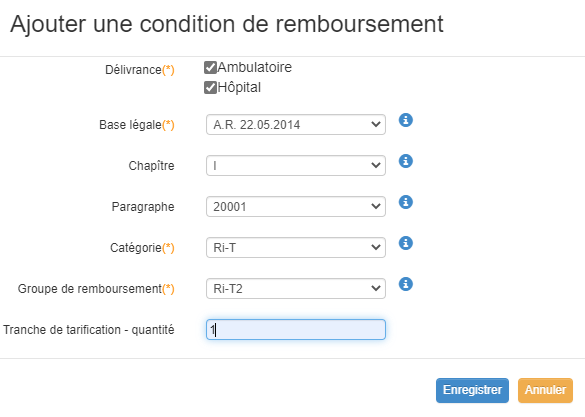 Ajouter une condition de remboursement
Délivrance(*) Ambulatoire
Hôpital
Base légale(*) A.R. 22.05.2014
Chapître I
Paragraphe 20001
Catégorie(*) Ri-T
Groupe de remboursement(*) Ri-T2
Tranche de tarification - quantité 1
Enregistrer Annuler